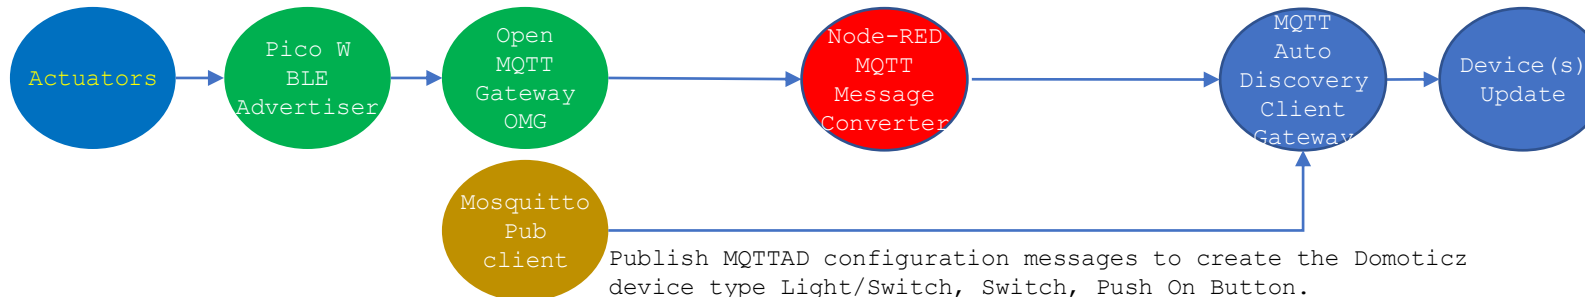 Actuators
Pico W
BLE
Advertiser
Open
MQTT
Gateway
OMG
Node-RED
MQTT
Message
Converter
MQTT
Auto
Discovery
Client
Gateway
Device(s)
Update
Mosquitto
Pub
client
Publish MQTTAD configuration messages to create the Domoticz
device type Light/Switch, Switch, Push On Button.